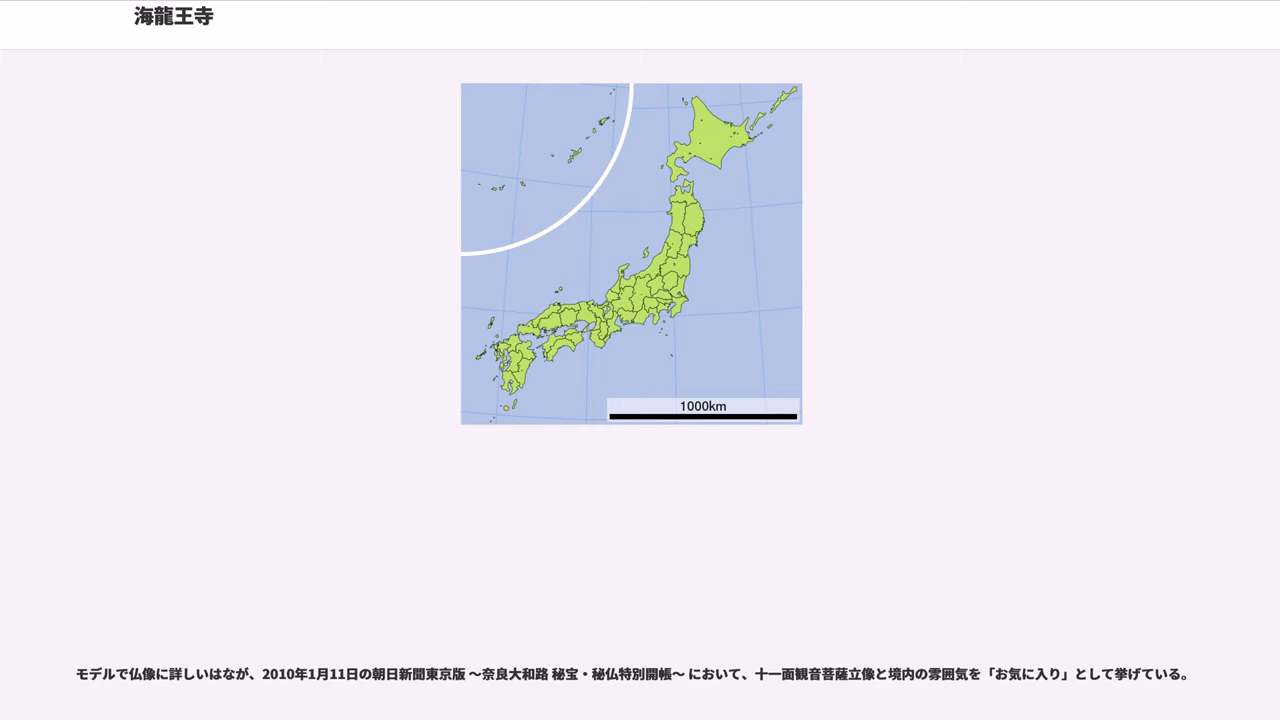 海龍王寺
1000km
モデルで仏像に詳しいはなが、2010年1月11日の朝日新聞東京版 〜奈良大和路 秘宝・秘仏特別開帳〜 において、十一面観音菩薩立像と境内の雰囲気を「お気に入り」として挙げている。